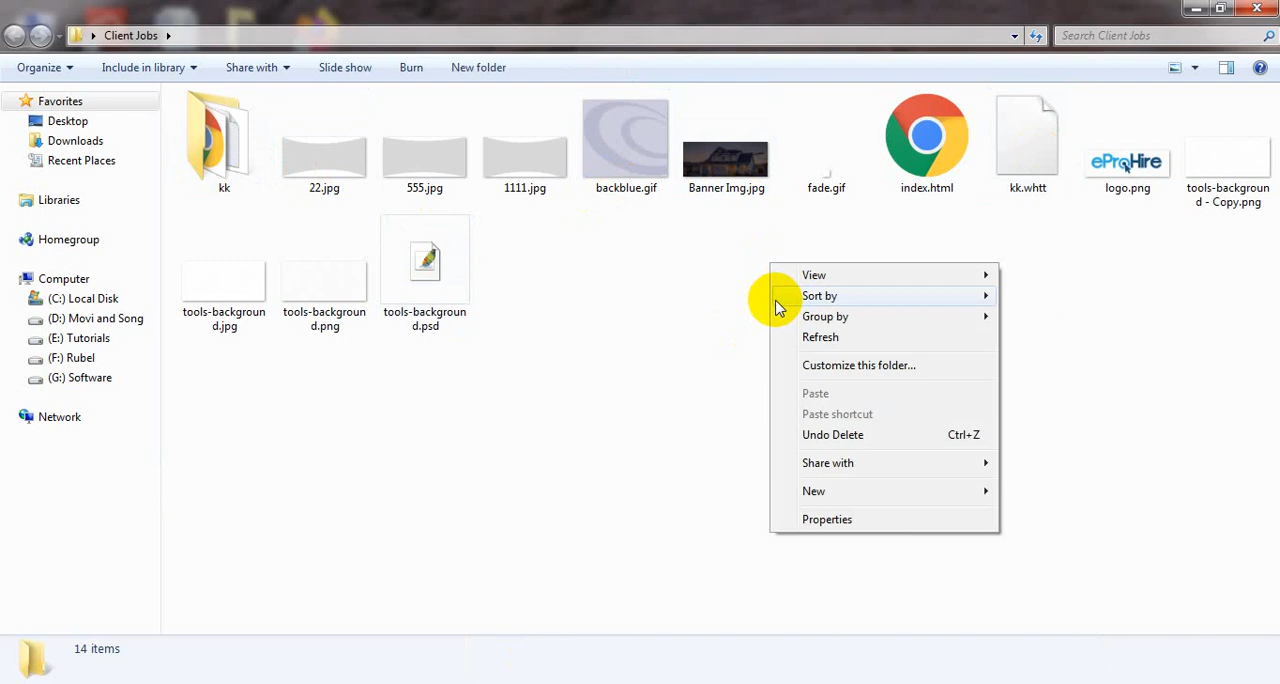 Client Jobs
Search Client Jobs
Organize
Include in library
Share with
Slide show
Burn
New folder
Favorites
Desktop
Downloads
Recent Places
Libraries
Homegroup
Computer
(C:) Local Disk
(D:) Movi and Song
(E:) Tutorials
(F:) Rubel
(G:) Software
Network
kk
22.jpg
555.jpg
1111.jpg
backblue.gif
Banner Img.jpg
fade.gif
index.html
kk.whtt
eProHire
logo.png
tools-backgroun
d - Copy.png
tools-backgroun
d.jpg
tools-backgroun
d.png
tools-backgroun
d.psd
View
Sort by
Group by
Refresh
Customize this folder...
Paste
Paste shortcut
Undo Delete Ctrl+Z
Share with
New
Properties
14 items